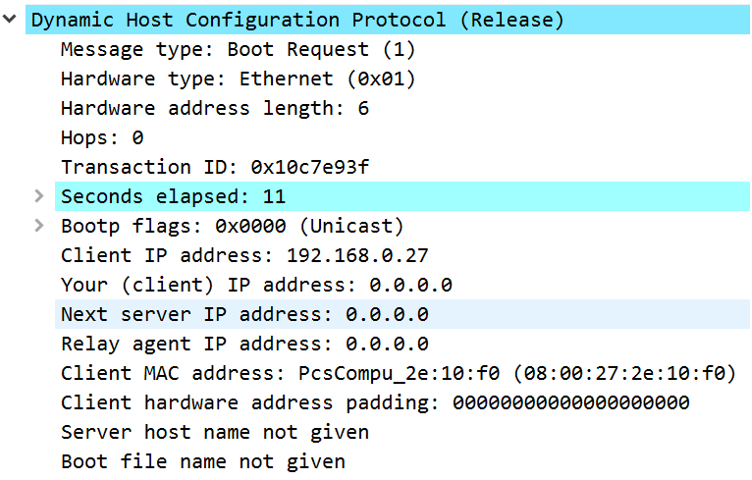 Dynamic Host Configuration Protocol (Release)
Message type: Boot Request (1)
Hardware type: Ethernet (0x01)
Hardware address length: 6
Hops: 0
Transaction ID: 0x10c7e93f
Seconds elapsed: 11
Bootp flags: 0x0000 (Unicast)
Client IP address: 192.168.0.27
Your (client) IP address: 0.0.0.0
Next server IP address: 0.0.0.0
Relay agent IP address: 0.0.0.0
Client MAC address: PcsCompu_2e:10:f0 (08:00:27:2e:10:f0)
Client hardware address padding: 00000000000000000000
Server host name not given
Boot file name not given